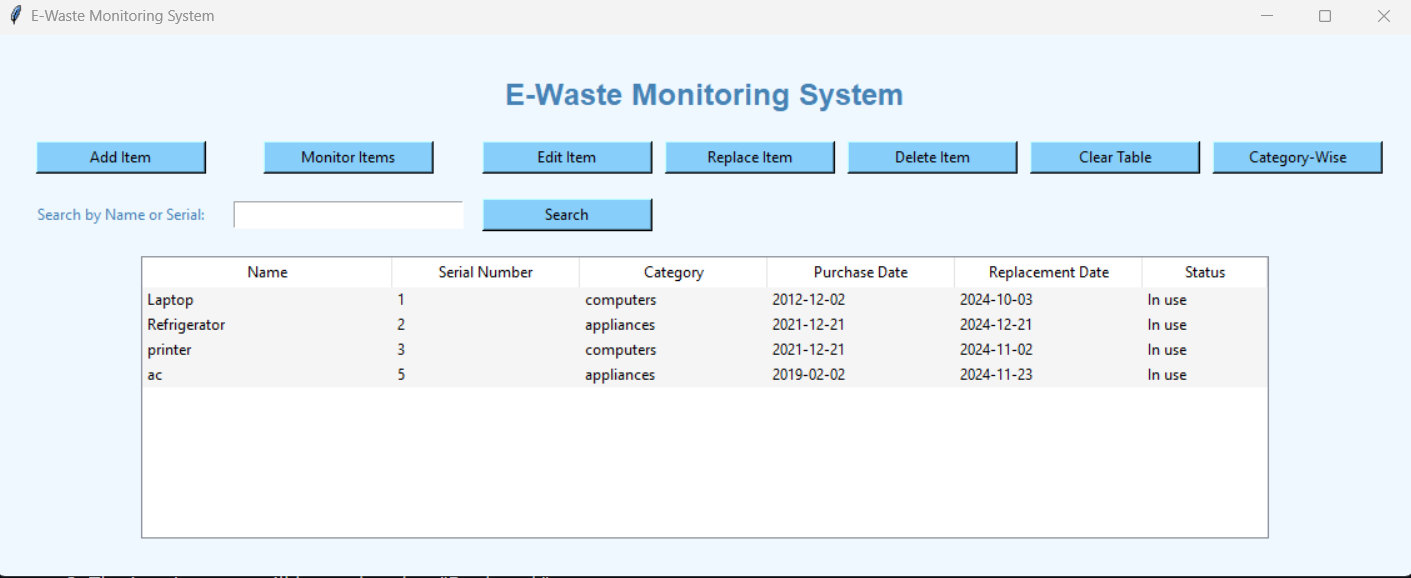 E-Waste Monitoring System
E-Waste Monitoring System
Add Item Monitor Items Edit Item Replace Item Delete Item Clear Table Category-Wise
Search by Name or Serial: Search
Name Serial Number Category Purchase Date Replacement Date Status
Laptop 1 computers 2012-12-02 2024-10-03 In use
Refrigerator 2 appliances 2021-12-21 2024-12-21 In use
printer 3 computers 2021-12-21 2024-11-02 In use
ac 5 appliances 2019-02-02 2024-11-23 In use